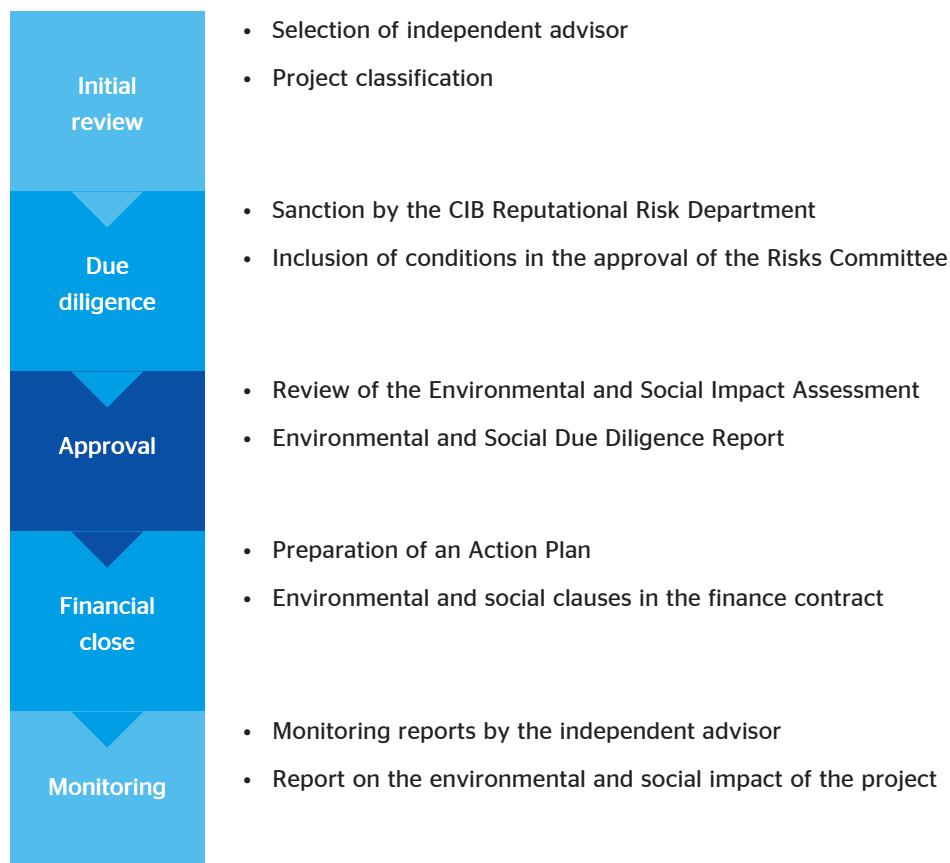 Initial
review
• Selection of independent advisor
• Project classification
Due
diligence
• Sanction by the CIB Reputational Risk Department
• Inclusion of conditions in the approval of the Risks Committee
Approval
• Review of the Environmental and Social Impact Assessment
• Environmental and Social Due Diligence Report
Financial
close
• Preparation of an Action Plan
• Environmental and social clauses in the finance contract
Monitoring
• Monitoring reports by the independent advisor
• Report on the environmental and social impact of the project